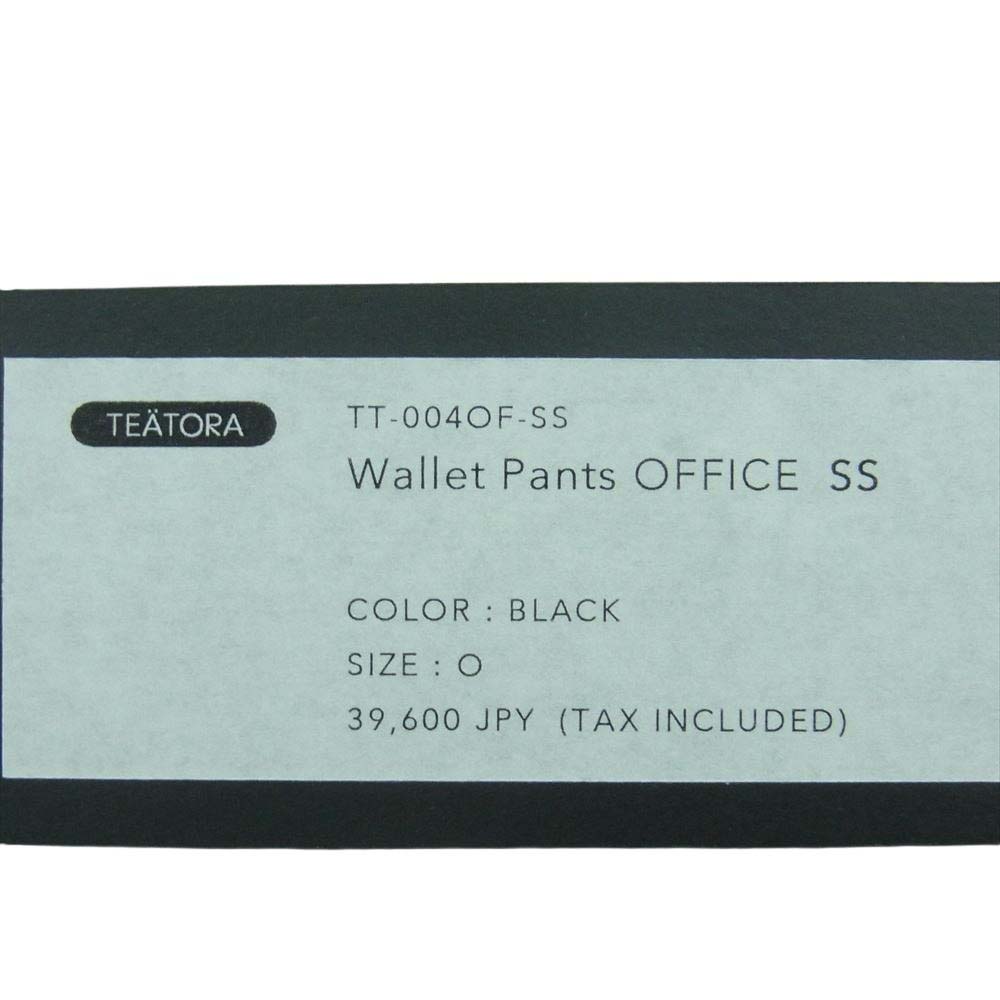 TEÄTORA
TT-004OF-SS
Wallet Pants OFFICE SS
COLOR : BLACK
SIZE : O
39,600 JPY (TAX INCLUDED)